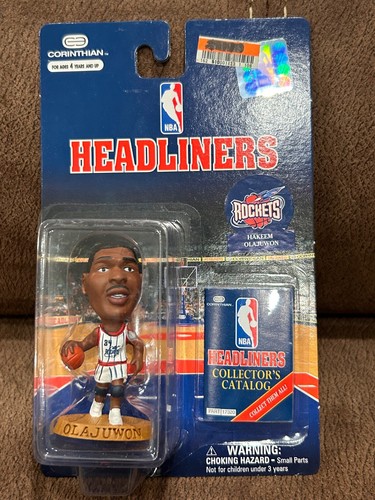 CORINTHIAN™
FOR AGES 4 YEARS AND UP
NBA
HEADLINERS
ROCKETS
HAKEEM
OLAJUWON
34
OLAJUWON
CORINTHIAN
NBA
HEADLINERS
COLLECTOR'S
CATALOG
COLLECT THEM ALL!
WARNING:
CHOKING HAZARD – Small Parts
Not for children under 3 years